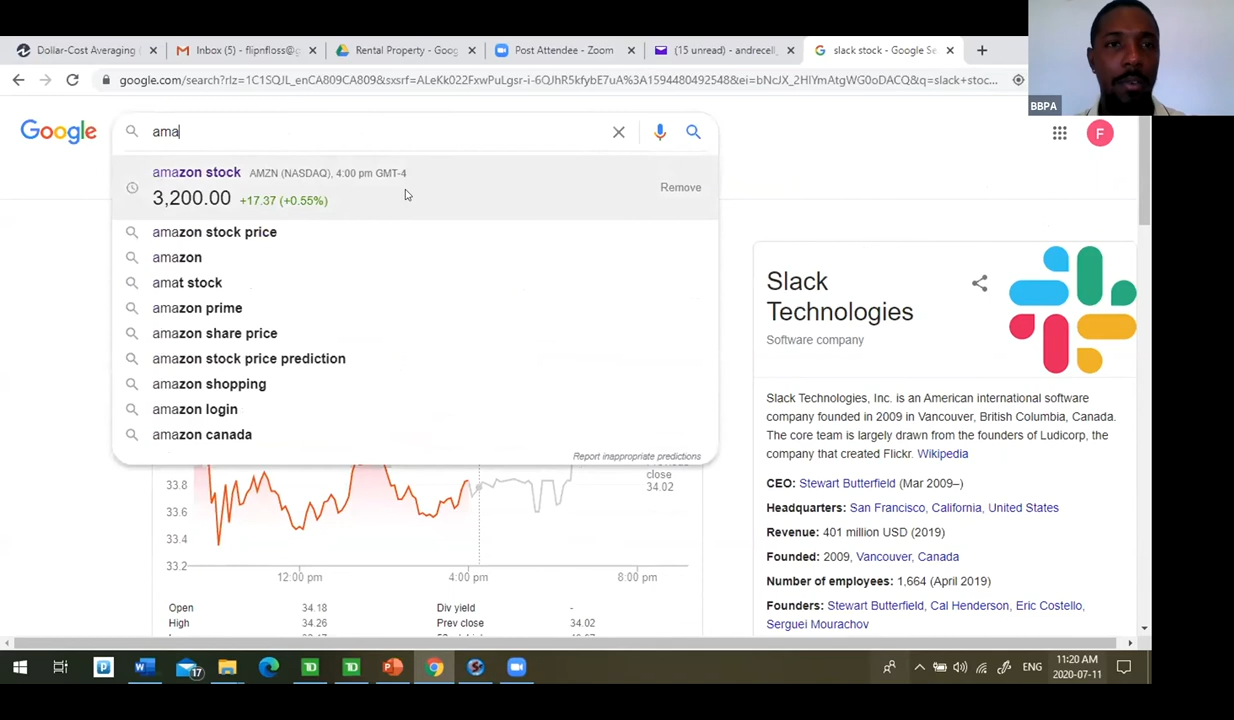 Dollar-Cost Averaging
Inbox (5) - flipnfloss@g
Rental Property - Goog
Post Attendee - Zoom
(15 unread) - andrecell
slack stock - Google Se
google.com/search?rlz=1C1SQJL_enCA809CA809&sxsrf=ALeKk022FxwPuLgsr-i-6QJhR5kfybE7uA%3A1594480492548&ei=bNcJX_2HIYmAtgWG0oDACQ&q=slack+stoc...
BBPA
Google
ama
F
amazon stock AMZN (NASDAQ), 4:00 pm GMT-4
3,200.00 +17.37 (+0.55%)
Remove
amazon stock price
amazon
amat stock
amazon prime
amazon share price
amazon stock price prediction
amazon shopping
amazon login
amazon canada
Report inappropriate predictions
close
34.02
33.8
33.6
33.4
33.2
12:00 pm
4:00 pm
8:00 pm
Open 34.18
Div yield -
High 34.26
Prev close 34.02
Slack
Technologies
Software company
Slack Technologies, Inc. is an American international software
company founded in 2009 in Vancouver, British Columbia, Canada.
The core team is largely drawn from the founders of Ludicorp, the
company that created Flickr. Wikipedia
CEO: Stewart Butterfield (Mar 2009–)
Headquarters: San Francisco, California, United States
Revenue: 401 million USD (2019)
Founded: 2009, Vancouver, Canada
Number of employees: 1,664 (April 2019)
Founders: Stewart Butterfield, Cal Henderson, Eric Costello,
Serguei Mourachov
17
ENG
11:20 AM
2020-07-11